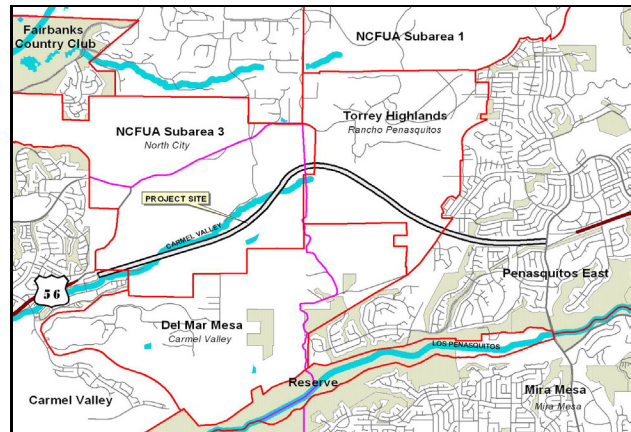 Fairbanks
Country Club
NCFUA Subarea 1
Torrey Highlands
Rancho Penasquitos
NCFUA Subarea 3
North City
PROJECT SITE
CARMEL VALLEY
56
Penasquitos East
Del Mar Mesa
Carmel Valley
LOS PENASQUITOS
Reserve
Carmel Valley
Mira Mesa
Mira Mesa